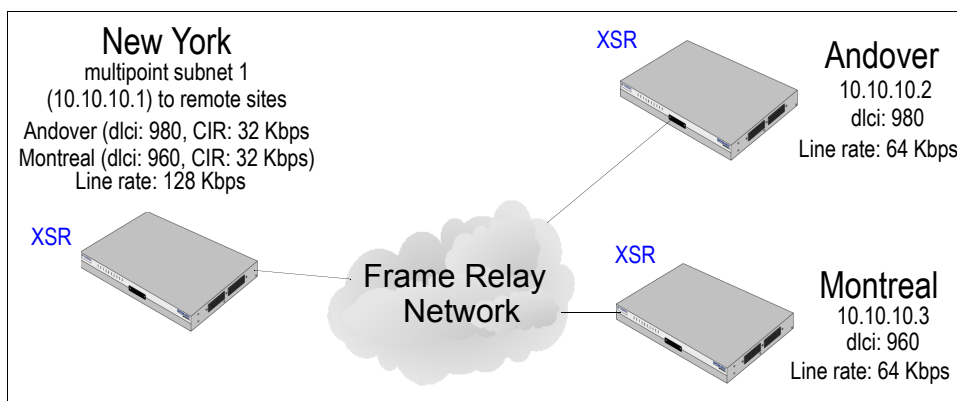 New York
multipoint subnet 1
(10.10.10.1) to remote sites
Andover (dlci: 980, CIR: 32 Kbps
Montreal (dlci: 960, CIR: 32 Kbps)
Line rate: 128 Kbps
XSR
Frame Relay
Network
XSR
Andover
10.10.10.2
dlci: 980
Line rate: 64 Kbps
XSR
Montreal
10.10.10.3
dlci: 960
Line rate: 64 Kbps